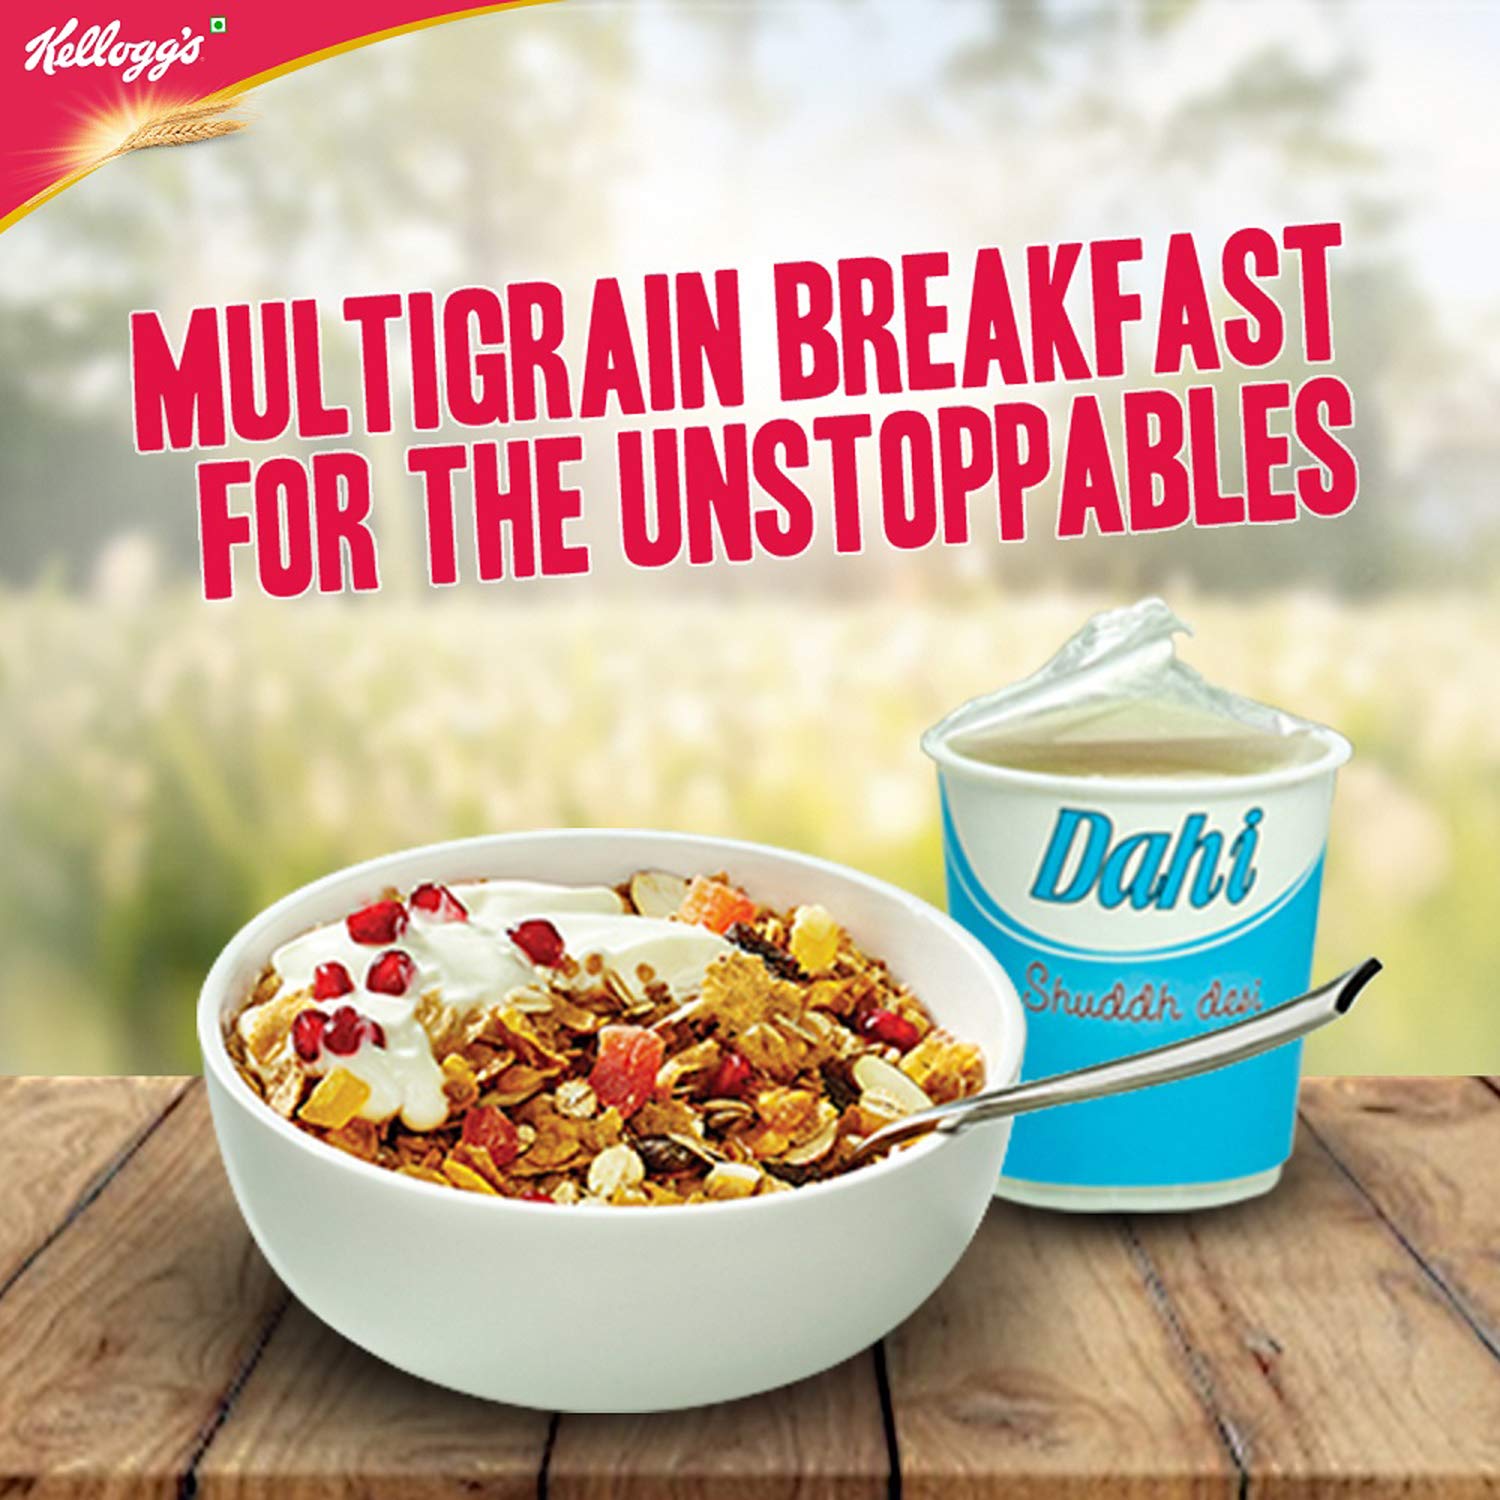 Kellogg's
MULTIGRAIN BREAKFAST
FOR THE UNSTOPPABLES
Dahi
Shuddh desi